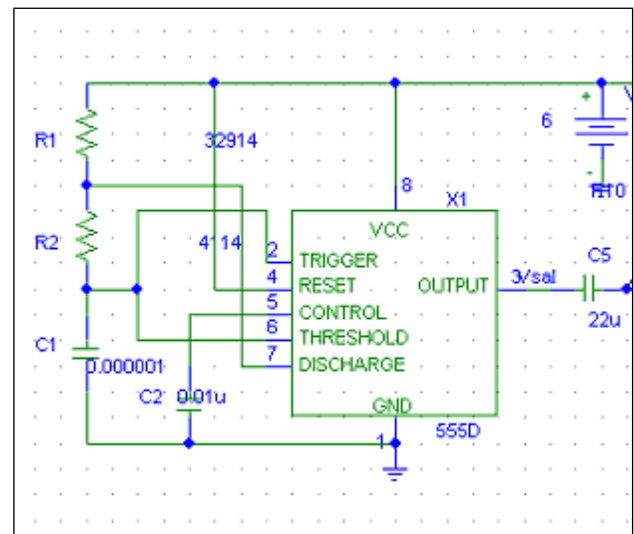 R1
32914
6
8
X1
R2
4114
VCC
C5
2
TRIGGER
4
RESET
OUTPUT
3/sal
5
CONTROL
6
THRESHOLD
22u
C1
0.000001
7
DISCHARGE
C2
0.01u
GND
1
555D